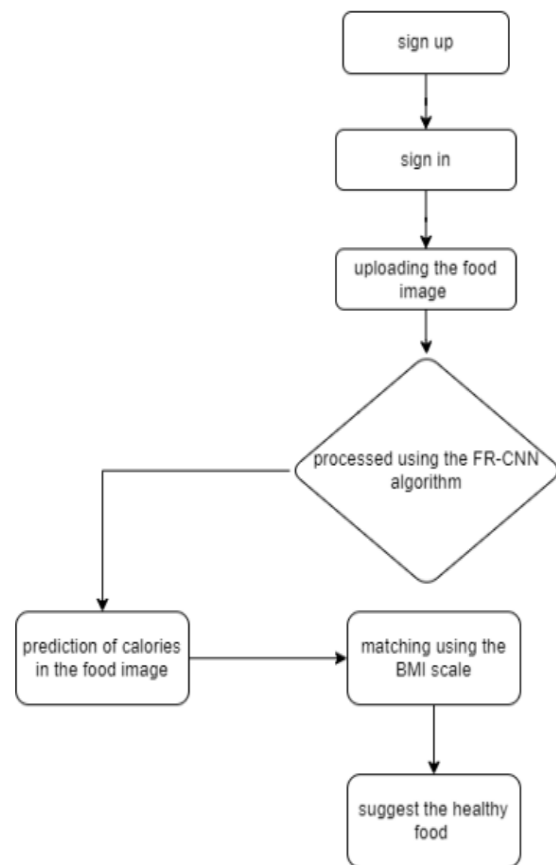 sign up
sign in
uploading the food
image
processed using the FR-CNN
algorithm
prediction of calories
in the food image
matching using the
BMI scale
suggest the healthy
food